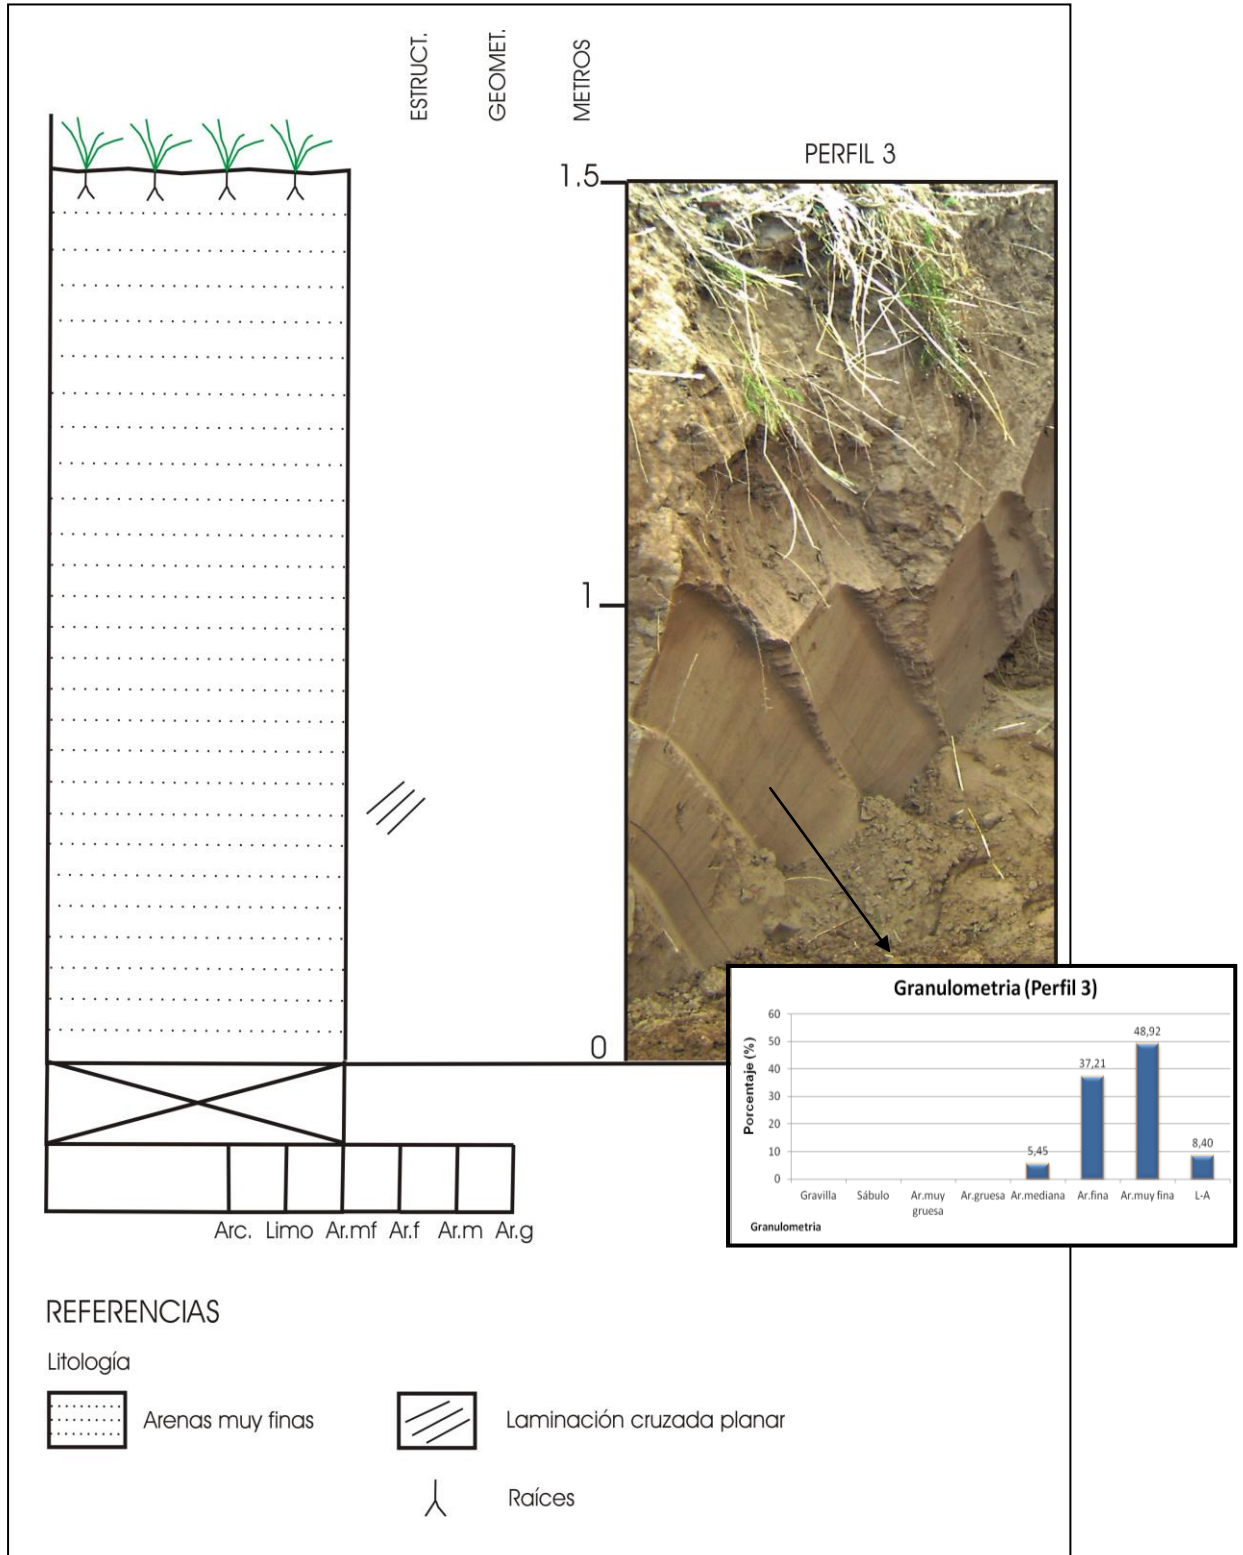 ESTRUCT.
GEOMET.
METROS
PERFIL 3
1.5
1
0
Granulometria (Perfil 3)
Porcentaje (%)
60
50
40
30
20
10
0
5,45
37,21
48,92
8,40
Gravilla Sábulo Ar.muy gruesa Ar.gruesa Ar.mediana Ar.fina Ar.muy fina L-A
Granulometria
Arc. Limo Ar.mf Ar.f Ar.m Ar.g
REFERENCIAS
Litología
Arenas muy finas
Laminación cruzada planar
Raíces